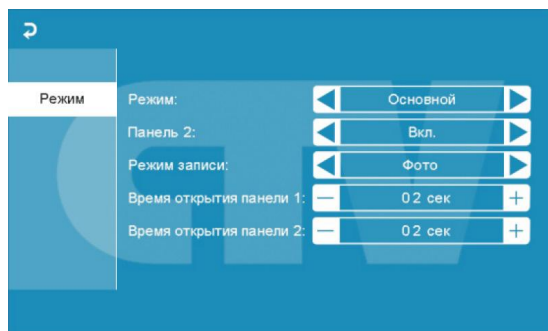 Режим
Режим: Основной
Панель 2: Вкл.
Режим записи: Фото
Время открытия панели 1: — 02 сек +
Время открытия панели 2: — 02 сек +